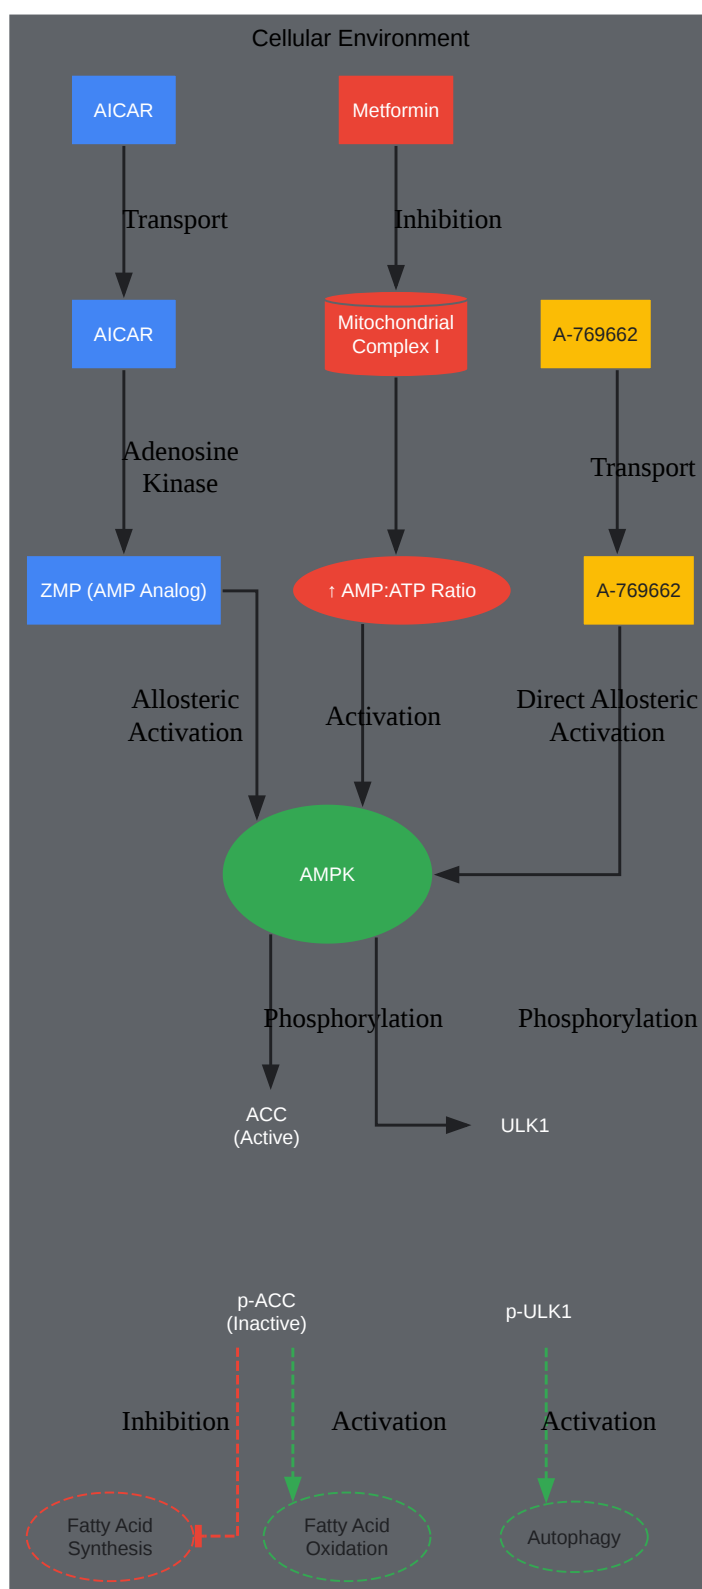 Cellular Environment
AICAR
Metformin
Transport
Inhibition
AICAR
Mitochondrial
Complex I
A-769662
Adenosine
Kinase
Transport
ZMP (AMP Analog)
↑ AMP:ATP Ratio
A-769662
Allosteric
Activation
Activation
Direct Allosteric
Activation
AMPK
Phosphorylation
Phosphorylation
ACC
(Active)
ULK1
p-ACC
(Inactive)
p-ULK1
Inhibition
Activation
Activation
Fatty Acid
Synthesis
Fatty Acid
Oxidation
Autophagy